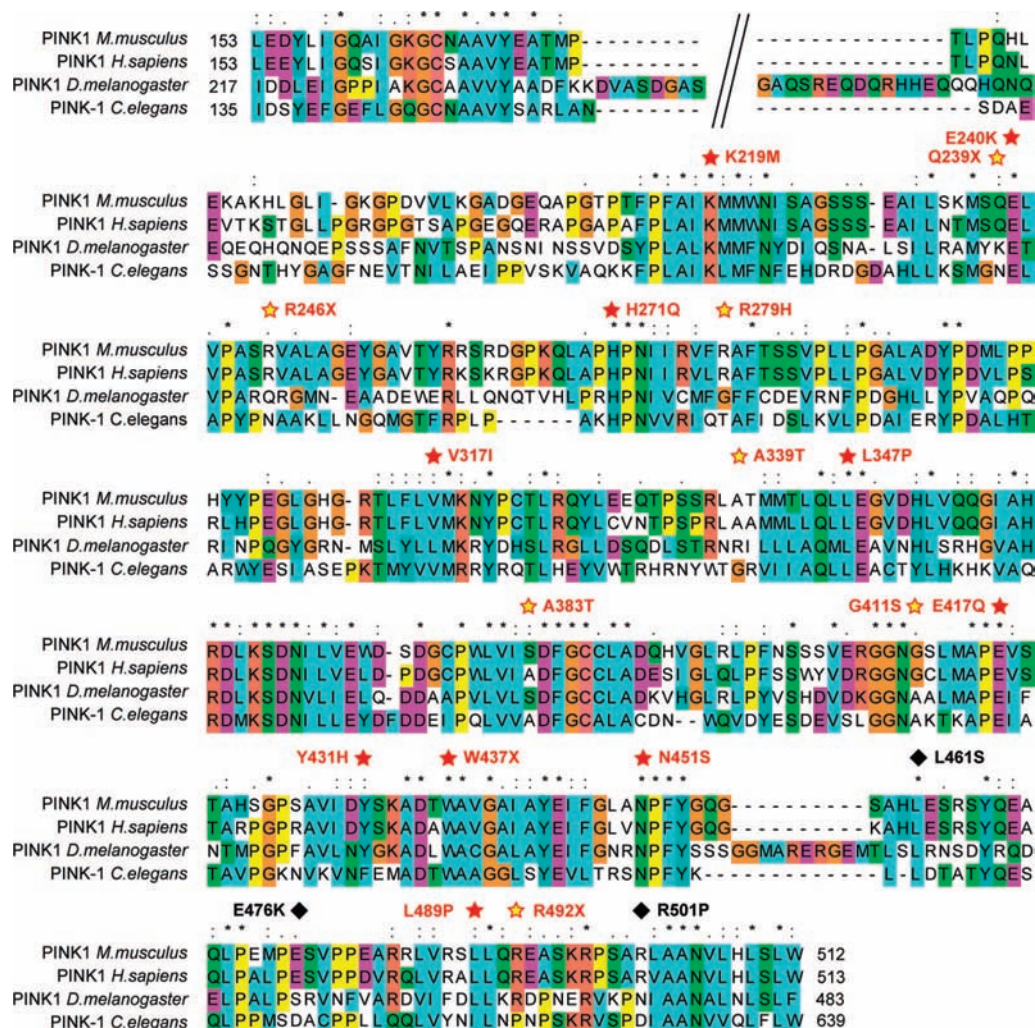 PINK1 M.musculus 153 LEDYLIGQAIGKGCNAAVYEATMP - - - - - - - - - // - - - - - - - - - - - - - - TLPQHL
PINK1 H.sapiens 153 LEEYLIGQSIGKGCSAAVYEATMP - - - - - - - - - // - - - - - - - - - - - - - - TLPQNL
PINK1 D.melanogaster 217 IDDLEIGPPIAKGCAAVVYAADFKKDVASDGAS // GAQSREQDQRHHEQQQHQNQ
PINK-1 C.elegans 135 IDSYEFGEFLGQGCNAAVYSARLAN - - - - - - - - // - - - - - - - - - - - - - - - - SDAE
E240K ★
★ K219M Q239X ☆
PINK1 M.musculus EKAKHLGLI-GKGPDVVLKGADGEQAPGTPTFPFAIKMMWNISAGSSS-EAILSKMSQEL
PINK1 H.sapiens EVTKSTGLLPGRGPGTSAPGEGQERAPGAPAFPLAIKMMWNISAGSSS-EAILNTMSQEL
PINK1 D.melanogaster EQEQHQNQEPSSSAFNVTSPANSNINSSVDSYPLALKMMFNYDIQSNA-LSILRAMYKET
PINK-1 C.elegans SSGNTHYGAGFNEVTNILAEIPPVSKVAQKKFPLAIKLMFNFEHDRDGDAHLLKSMGNEL
☆ R246X ★ H271Q ☆ R279H
PINK1 M.musculus VPASRVALAGEYGAVTYRRSRDGPKQLAPHPNIIRVFRAFTSSVPLLPGALADYPDMLPP
PINK1 H.sapiens VPASRVALAGEYGAVTYRKSKRGPKQLAPHPNIIRVLRAFTSSVPLLPGALVDYPDVLPS
PINK1 D.melanogaster VPARQRGMN-EAADEWERLLQNQTVHLPRHPNIVCMFGFFCDEVRNFPDGHLLYPVAQPQ
PINK-1 C.elegans APYPNAAKLLNGQMGTFRPLP------AKHPNVVRIQTAFIDSLKVLPDAIERYPDALHT
★ V317I ☆ A339T ★ L347P
PINK1 M.musculus HYYPEGLGHG-RTLFLVMKNYPCTLRQYLEEQTPSSRLATMMTLQLLEGVDHLVQQGIAH
PINK1 H.sapiens RLHPEGLGHG-RTLFLVMKNYPCTLRQYLCVNTPSPRLAAMMLLQLLEGVDHLVQQGIAH
PINK1 D.melanogaster RINPQGYGRN-MSLYLLMKRYDHSLRGLLDSQDLSTRNRILLLAQMLEAVNHLSRHGVAH
PINK-1 C.elegans ARWYESIASEPKTMYVVMRRYRQTLHEYVWTRHRNYWTGRVIIAQLLEACTYLHKHKVAQ
☆ A383T G411S ☆ E417Q ★
PINK1 M.musculus RDLKSDNILVEWD-SDGCPWLVISDFGCCLADQHVGLRLPFNSSSVERGGNGSLMAPEVS
PINK1 H.sapiens RDLKSDNILVELD-PDGCPWLVIADFGCCLADESIGLQLPFSSWYVDRGGNGCLMAPEVS
PINK1 D.melanogaster RDLKSDNVLIELQ-DDAAPVLVLSDFGCCLADKVHGLRLPYVSHDVDKGGNAALMAPEIF
PINK-1 C.elegans RDMKSDNILLEYDFDDEIPQLVVADFGCALACDN--WQVDYESDEVSLGGNAKTKAPEIA
Y431H ★ ★ W437X ★ N451S ◆ L461S
PINK1 M.musculus TAHSGPSAVIDYSKADTWAVGAIAYEIFGLANPFYGQG-----------SAHLESRSYQEA
PINK1 H.sapiens TARPGPRAVIDYSKADAWAVGAIAYEIFGLVNPFYGQG-----------KAHLESRSYQEA
PINK1 D.melanogaster NTMPGPFAVLNYGKADLWACGALAYEIFGNRNPFYSSSGGMARERGEMTLSLRNSDYRQD
PINK-1 C.elegans TAVPGKNVKVNFEMADTWAAGGLSYEVLTRSNPFYK-------------L-LDTATYQES
E476K ◆ L489P ★ ☆ R492X ◆ R501P
PINK1 M.musculus QLPEMPESVPPEARRLVRSLLQREASKRPSARLAANVLHLSLW 512
PINK1 H.sapiens QLPALPESVPPDVRQLVRALLQREASKRPSARVAANVLHLSLW 513
PINK1 D.melanogaster ELPALPSRVNFVARDVIFDLLKRDPNERVKPNIAANALNLSLF 483
PINK-1 C.elegans QLPPMSDACPPLLQQLVYNILNPNPSKRVSPDIAANVVQLFLW 639